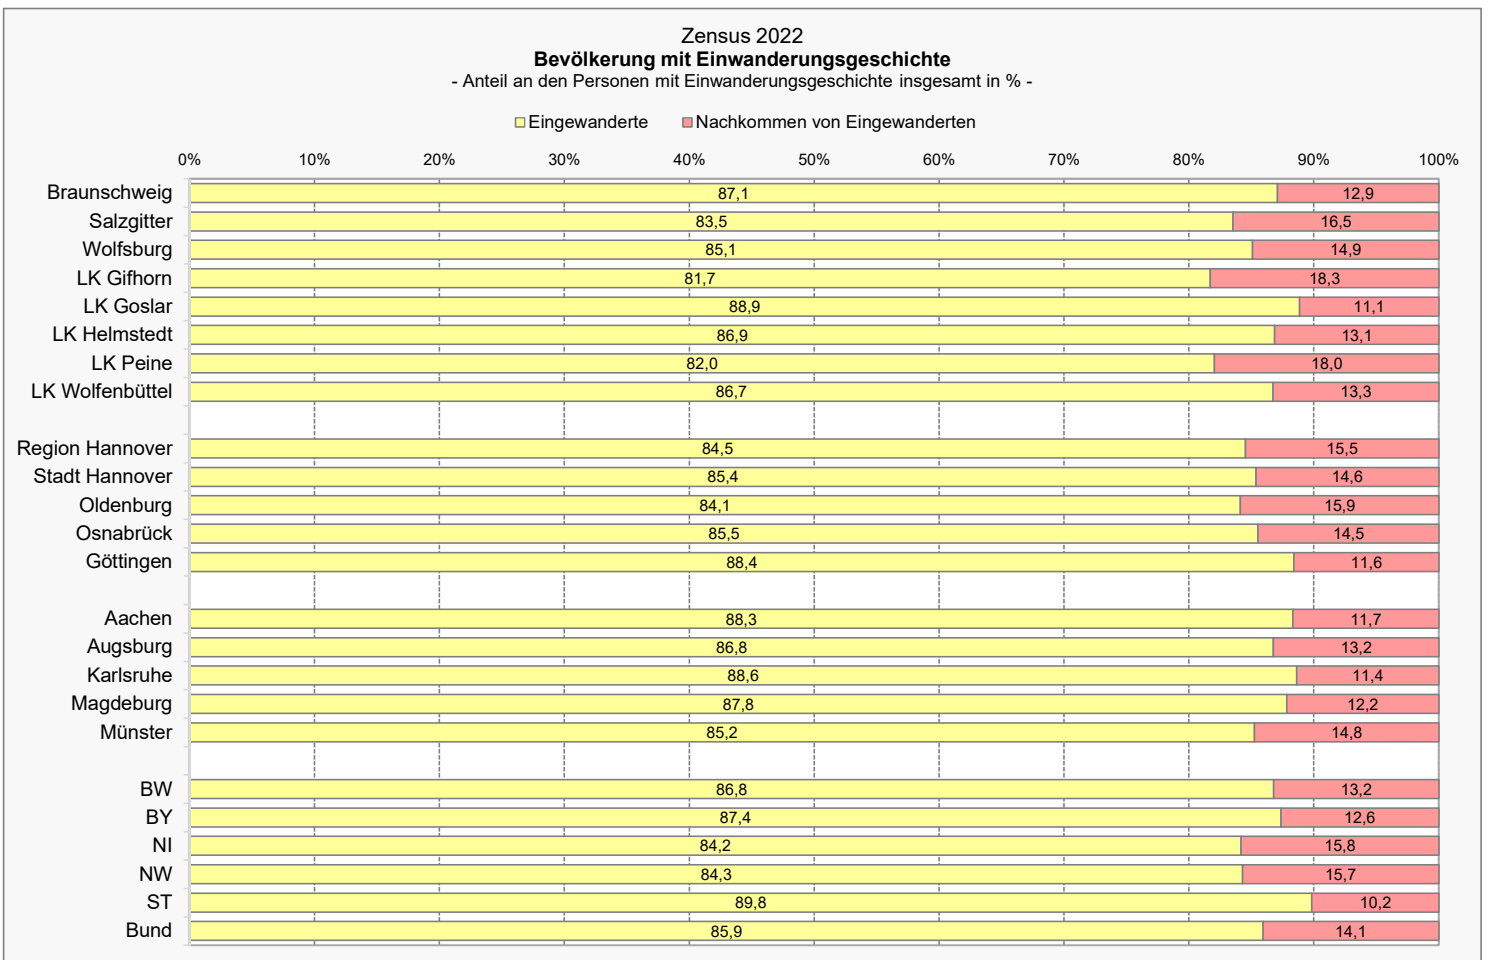 Zensus 2022
Bevölkerung mit Einwanderungsgeschichte
- Anteil an den Personen mit Einwanderungsgeschichte insgesamt in % -
Eingewanderte Nachkommen von Eingewanderten
0% 10% 20% 30% 40% 50% 60% 70% 80% 90% 100%
Braunschweig 87,1 12,9
Salzgitter 83,5 16,5
Wolfsburg 85,1 14,9
LK Gifhorn 81,7 18,3
LK Goslar 88,9 11,1
LK Helmstedt 86,9 13,1
LK Peine 82,0 18,0
LK Wolfenbüttel 86,7 13,3
Region Hannover 84,5 15,5
Stadt Hannover 85,4 14,6
Oldenburg 84,1 15,9
Osnabrück 85,5 14,5
Göttingen 88,4 11,6
Aachen 88,3 11,7
Augsburg 86,8 13,2
Karlsruhe 88,6 11,4
Magdeburg 87,8 12,2
Münster 85,2 14,8
BW 86,8 13,2
BY 87,4 12,6
NI 84,2 15,8
NW 84,3 15,7
ST 89,8 10,2
Bund 85,9 14,1